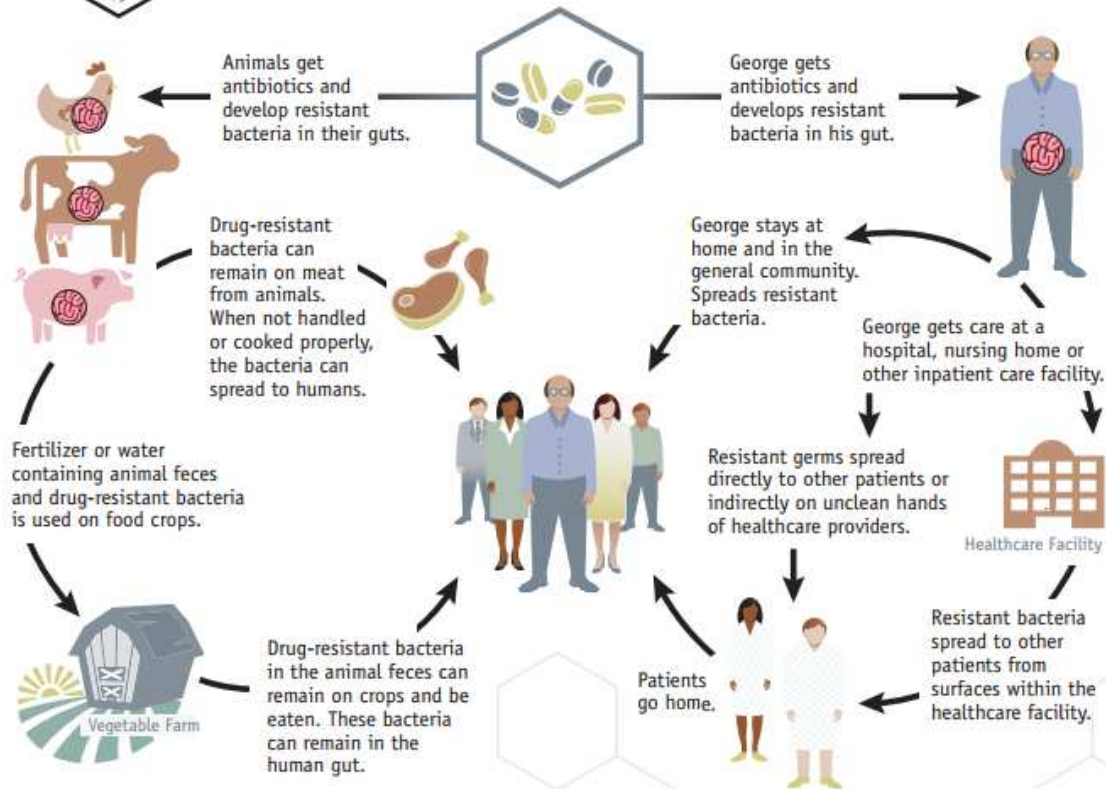 Animals get
antibiotics and
develop resistant
bacteria in their guts.
George gets
antibiotics and
develops resistant
bacteria in his gut.
Drug-resistant
bacteria can
remain on meat
from animals.
When not handled
or cooked properly,
the bacteria can
spread to humans.
George stays at
home and in the
general community.
Spreads resistant
bacteria.
George gets care at a
hospital, nursing home or
other inpatient care facility.
Fertilizer or water
containing animal feces
and drug-resistant bacteria
is used on food crops.
Resistant germs spread
directly to other patients or
indirectly on unclean hands
of healthcare providers.
Healthcare Facility
Vegetable Farm
Drug-resistant bacteria
in the animal feces can
remain on crops and be
eaten. These bacteria
can remain in the
human gut.
Patients
go home.
Resistant bacteria
spread to other
patients from
surfaces within the
healthcare facility.